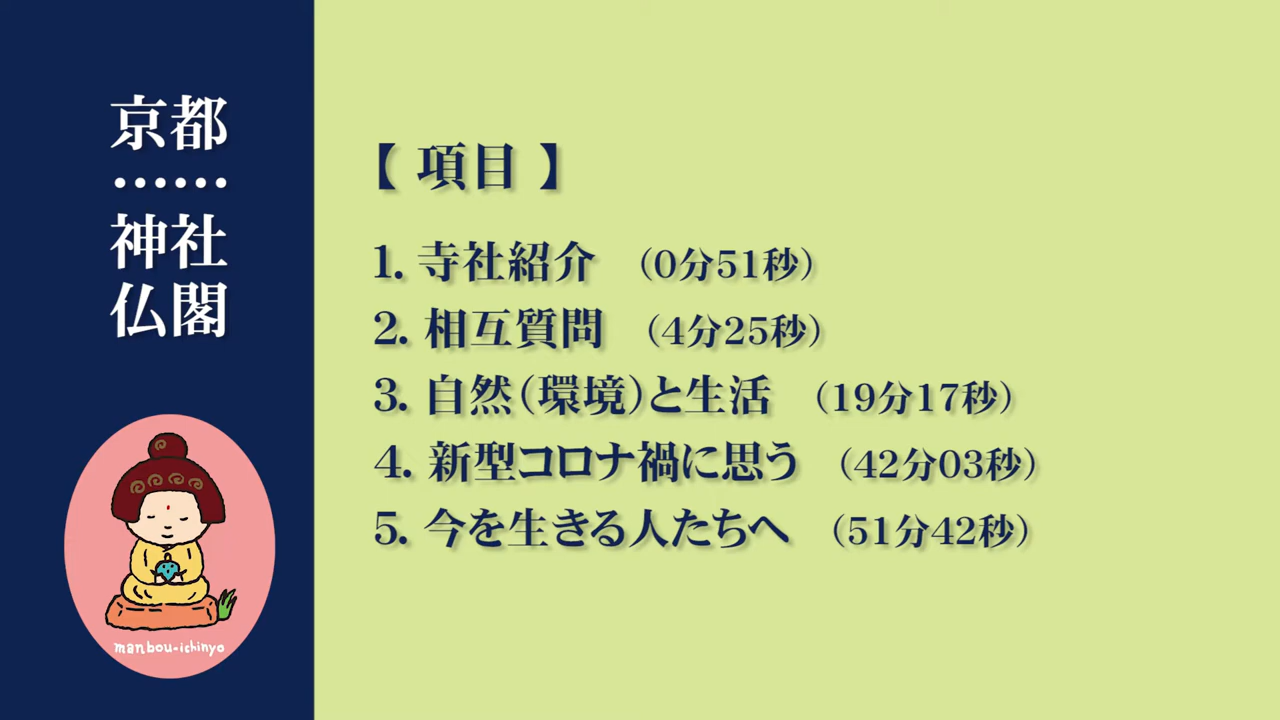 京都
……
神社
仏閣
manbou-ichinyo
【 項目 】
1. 寺社紹介 （0分51秒）
2. 相互質問 （4分25秒）
3. 自然（環境）と生活 （19分17秒）
4. 新型コロナ禍に思う （42分03秒）
5. 今を生きる人たちへ （51分42秒）